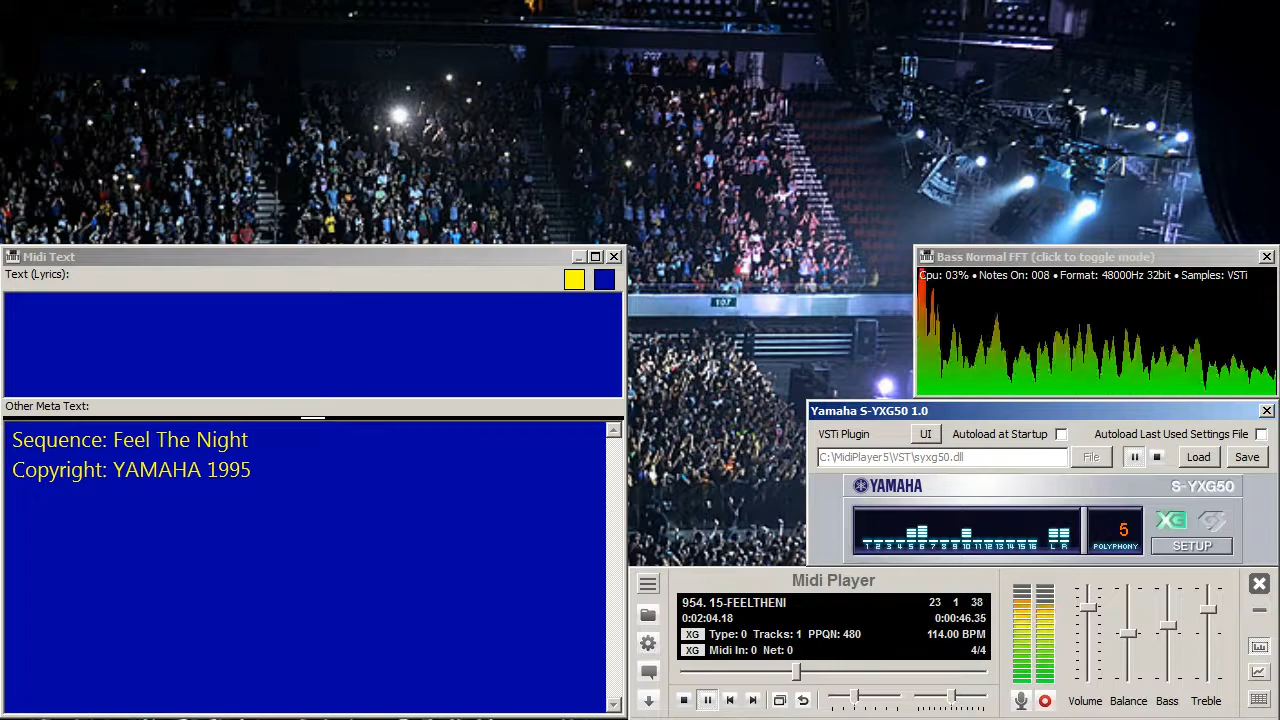 Midi Text
Text (Lyrics):
Other Meta Text:
Sequence: Feel The Night
Copyright: YAMAHA 1995
107
Bass Normal FFT (click to toggle mode)
Cpu: 03% • Notes On: 008 • Format: 48000Hz 32bit • Samples: VSTi
Yamaha S-YXG50 1.0
VSTi Plugin UI Autoload at Startup Autoload Last Used Settings File
C:\MidiPlayer5\VST\syxg50.dll File Load Save
YAMAHA S-YXG50
5
XG
1 2 3 4 5 6 7 8 9 10 11 12 13 14 15 16 L R POLYPHONY SETUP
Midi Player
954. 15-FEELTHENI 23 1 38
0:02:04.18 0:00:46.35
XG Type: 0 Tracks: 1 PPQN: 480 114.00 BPM
XG Midi In: 0 Net: 0 4/4
Volume Balance Bass Treble